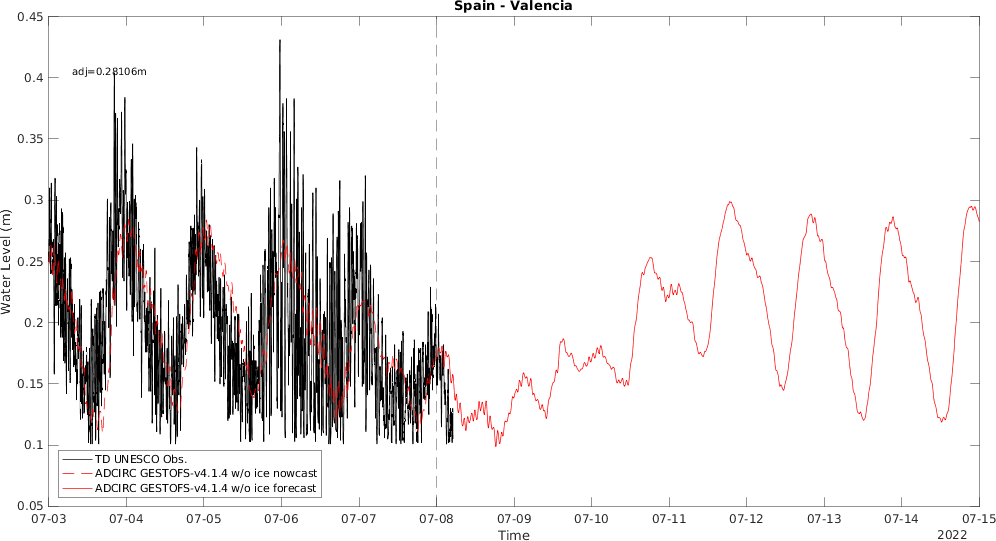 Spain - Valencia
adj=0.28106m
0.45
0.4
0.35
0.3
0.25
0.2
0.15
0.1
0.05
Water Level (m)
TD UNESCO Obs.
ADCIRC GESTOFS-v4.1.4 w/o ice nowcast
ADCIRC GESTOFS-v4.1.4 w/o ice forecast
07-03 07-04 07-05 07-06 07-07 07-08 07-09 07-10 07-11 07-12 07-13 07-14 07-15
Time
2022